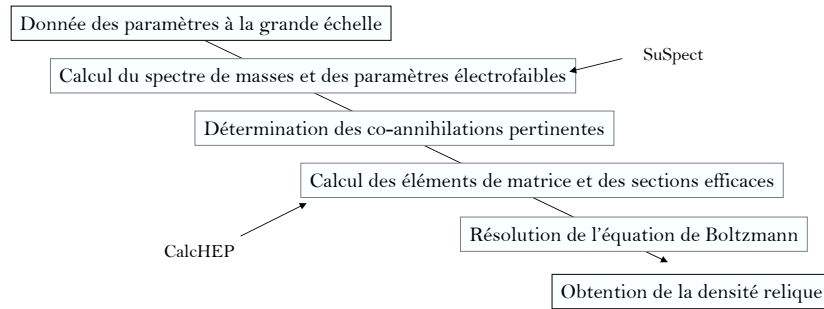 Donnée des paramètres à la grande échelle
SuSpect
Calcul du spectre de masses et des paramètres électrofaibles
Détermination des co-annihilations pertinentes
Calcul des éléments de matrice et des sections efficaces
Résolution de l'équation de Boltzmann
CalcHEP
Obtention de la densité relique